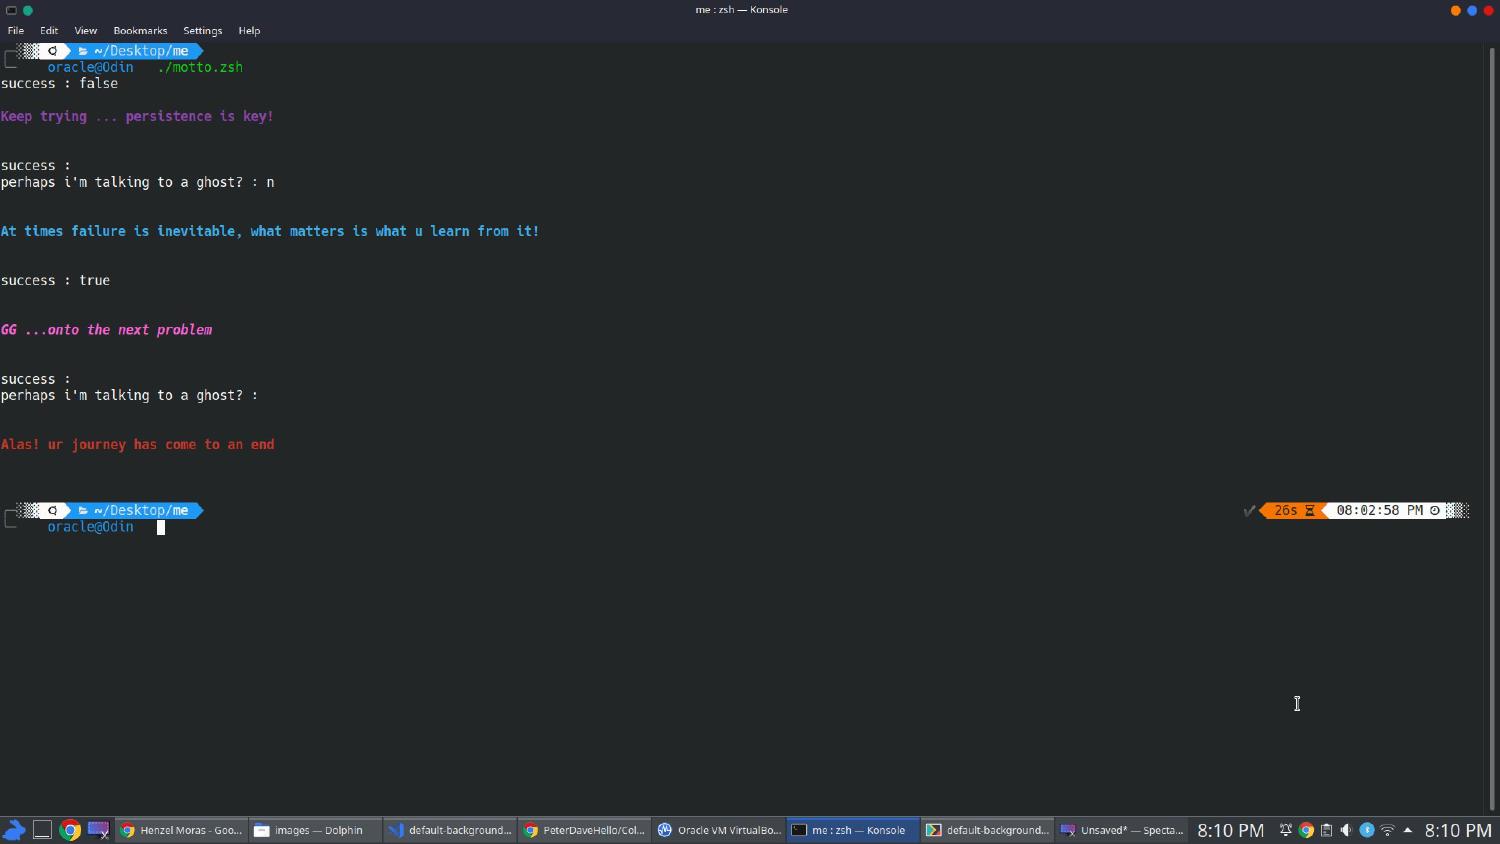 me : zsh — Konsole
File Edit View Bookmarks Settings Help
~/Desktop/me
oracle@Odin ./motto.zsh
success : false
Keep trying ... persistence is key!
success :
perhaps i'm talking to a ghost? : n
At times failure is inevitable, what matters is what u learn from it!
success : true
GG ...onto the next problem
success :
perhaps i'm talking to a ghost? :
Alas! ur journey has come to an end
~/Desktop/me 26s 08:02:58 PM
oracle@Odin
Henzel Moras - Goo... images — Dolphin default-background... PeterDaveHello/Col... Oracle VM VirtualBo... me : zsh — Konsole default-background... Unsaved* — Specta... 8:10 PM 8:10 PM